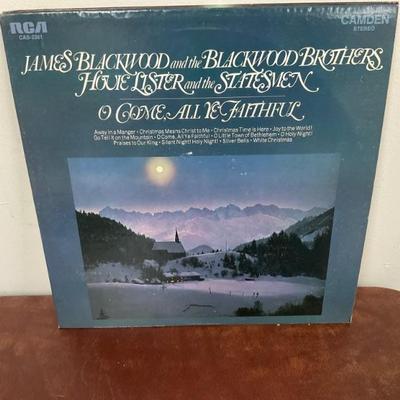 RCA
CAS-2361
CAMDEN
STEREO
JAMES BLACKWOOD and the BLACKWOOD BROTHERS,
HOVIE LISTER and the STATESMEN
O COME, ALL YE FAITHFUL
Away in a Manger • Christmas Means Christ to Me • Christmas Time is Here • Joy to the World!
Go Tell It on the Mountain • O Come, All Ye Faithful • O Little Town of Bethlehem • O Holy Night!
Praises to Our King • Silent Night! Holy Night! • Silver Bells • White Christmas